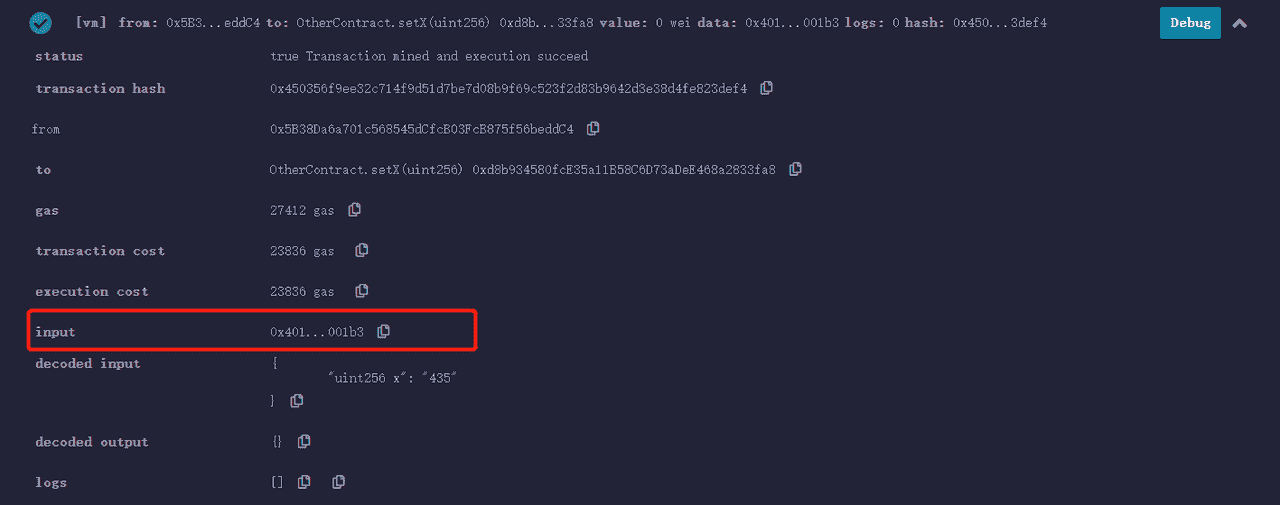 [vm] from: 0x5B3...eddC4 to: OtherContract.setX(uint256) 0xd8b...33fa8 value: 0 wei data: 0x401...001b3 logs: 0 hash: 0x450...3def4 Debug
status true Transaction mined and execution succeed
transaction hash 0x450356f9ee32c714f9d51d7be7d08b9f69c523f2d83b9642d3e38d4fe823def4
from 0x5B38Da6a701c568545dCfcB03FcB875f56beddC4
to OtherContract.setX(uint256) 0xd8b934580fcE35a11B58C6D73aDeE468a2833fa8
gas 27412 gas
transaction cost 23836 gas
execution cost 23836 gas
input 0x401...001b3
decoded input {
"uint256 x": "435"
}
decoded output {}
logs []